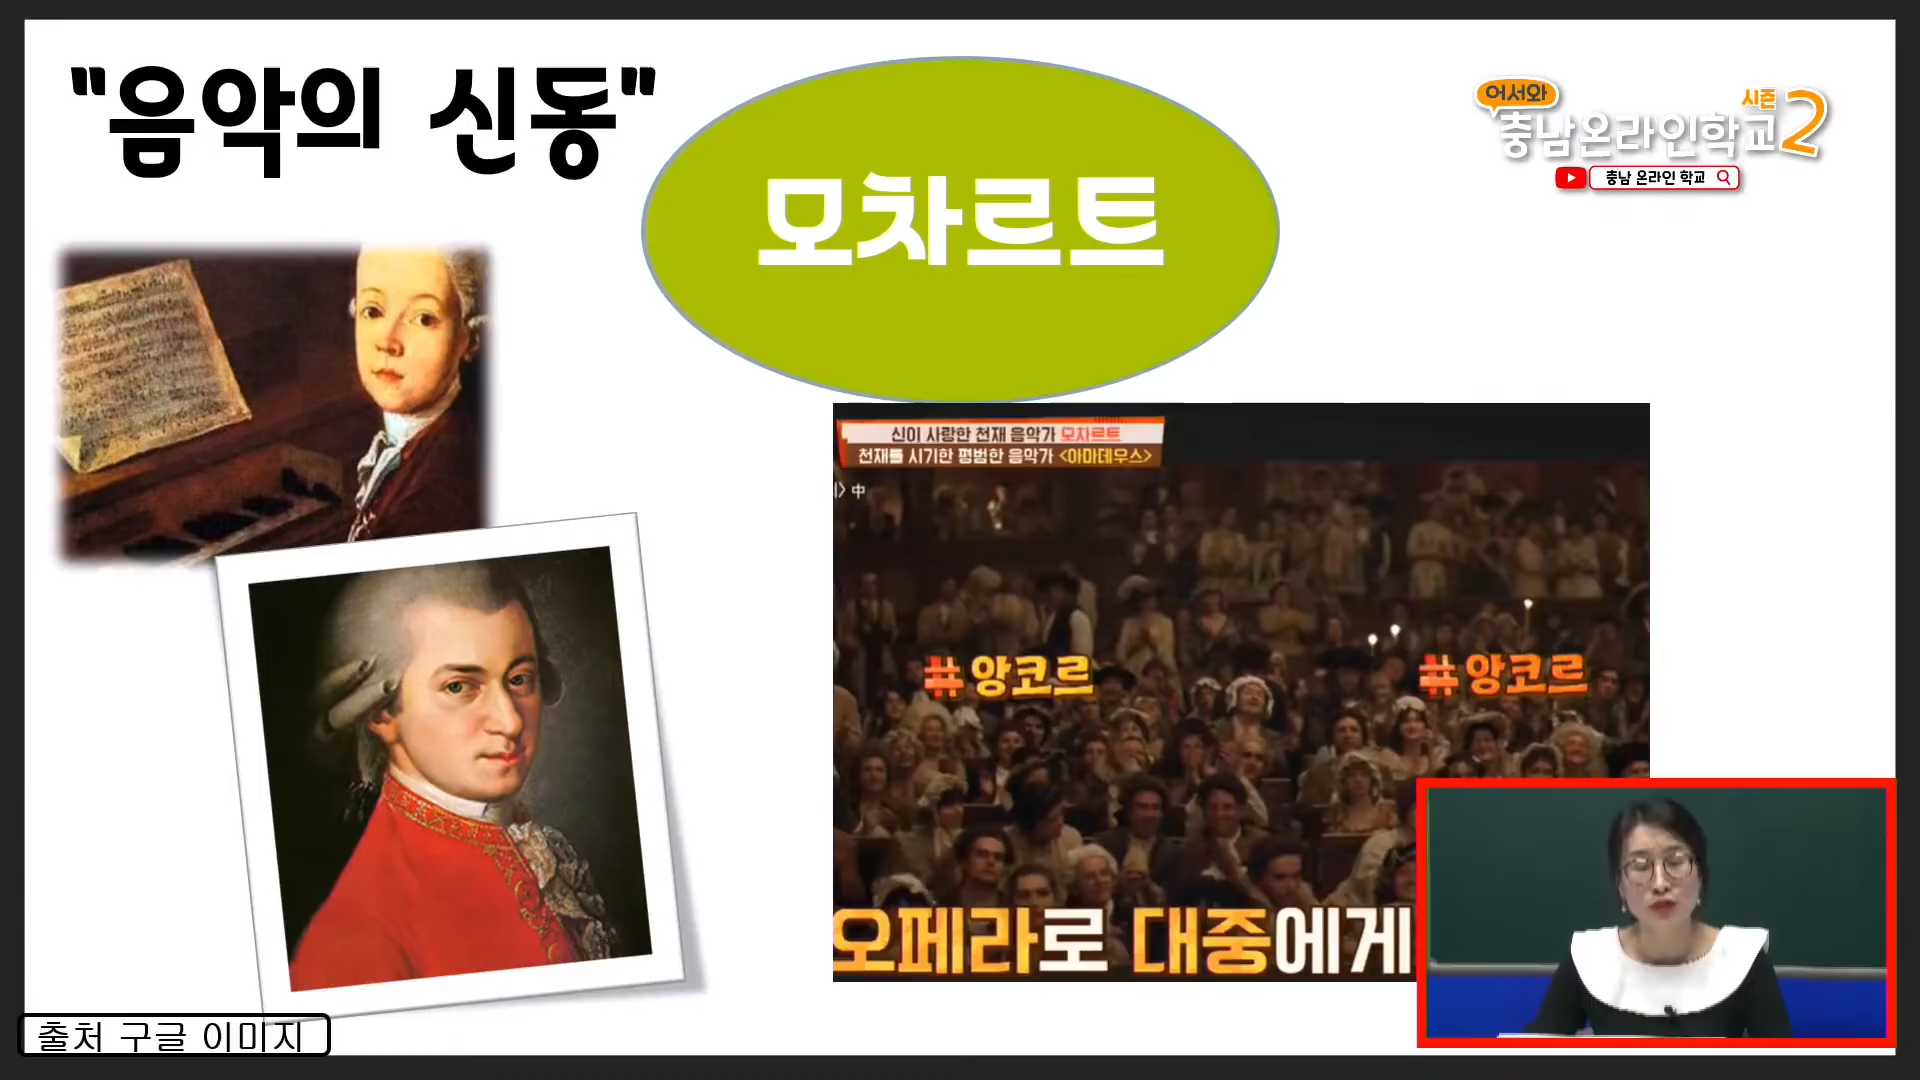 "음악의 신동"
모차르트
어서와
시즌
충남온라인학교2
충남 온라인 학교
신이 사랑한 천재 음악가 모차르트
천재를 시기한 평범한 음악가 <아마데우스>
> 中
#앙코르
#앙코르
오페라로 대중에게
출처 구글 이미지